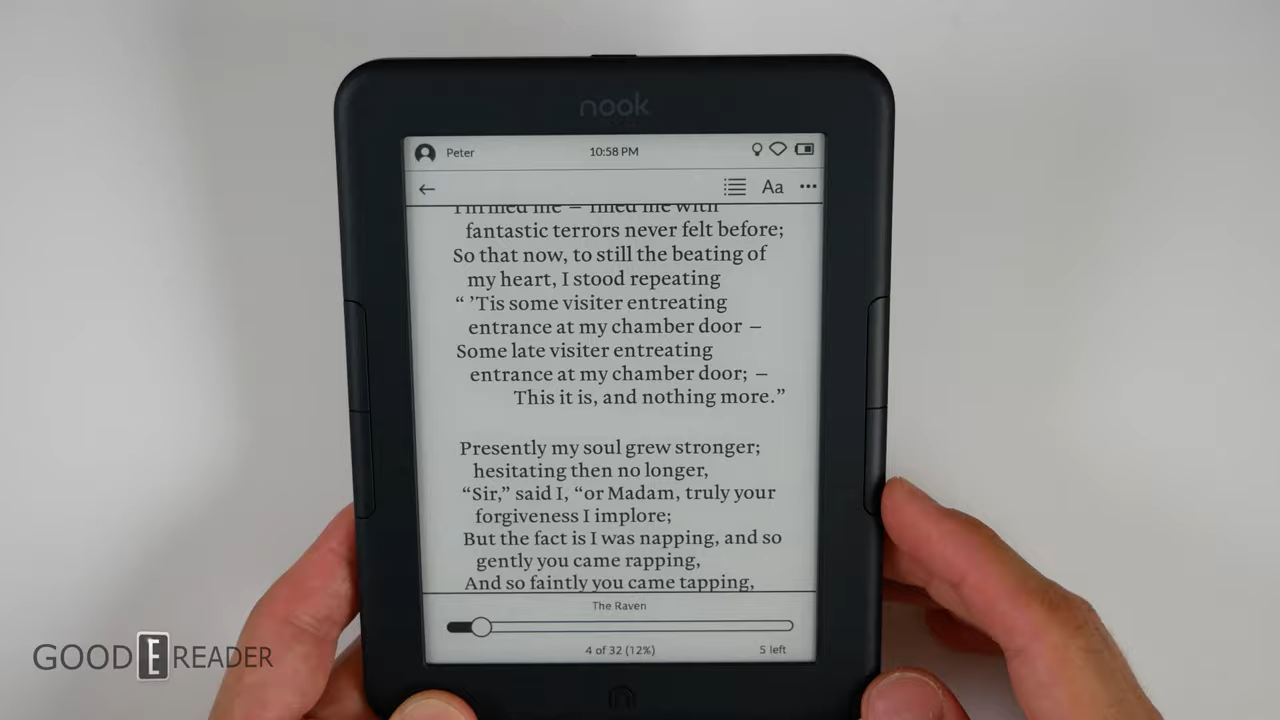 nook
Peter 10:58 PM
Aa
fantastic terrors never felt before;
So that now, to still the beating of
my heart, I stood repeating
“ ’Tis some visiter entreating
entrance at my chamber door –
Some late visiter entreating
entrance at my chamber door; –
This it is, and nothing more.”
Presently my soul grew stronger;
hesitating then no longer,
“Sir,” said I, “or Madam, truly your
forgiveness I implore;
But the fact is I was napping, and so
gently you came rapping,
And so faintly you came tapping,
The Raven
4 of 32 (12%) 5 left
GOOD E READER